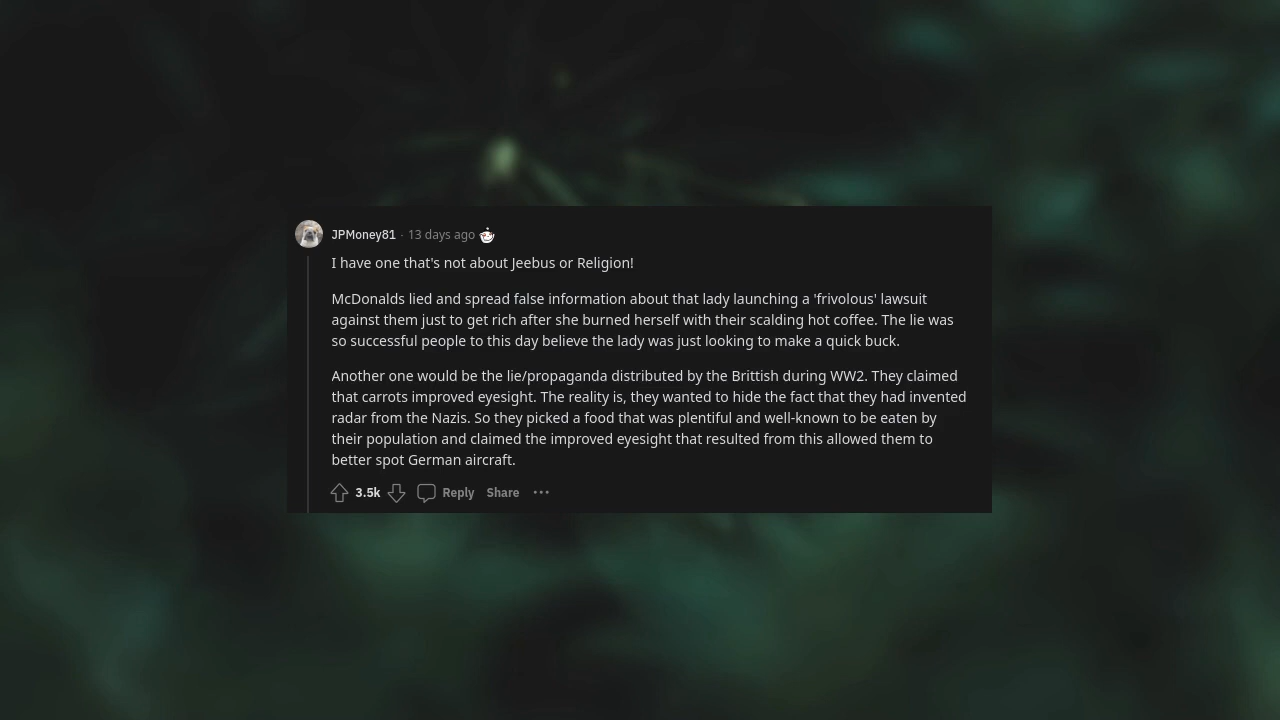 JPMoney81 · 13 days ago
I have one that's not about Jeebus or Religion!
McDonalds lied and spread false information about that lady launching a 'frivolous' lawsuit
against them just to get rich after she burned herself with their scalding hot coffee. The lie was
so successful people to this day believe the lady was just looking to make a quick buck.
Another one would be the lie/propaganda distributed by the Brittish during WW2. They claimed
that carrots improved eyesight. The reality is, they wanted to hide the fact that they had invented
radar from the Nazis. So they picked a food that was plentiful and well-known to be eaten by
their population and claimed the improved eyesight that resulted from this allowed them to
better spot German aircraft.
3.5k Reply Share ···